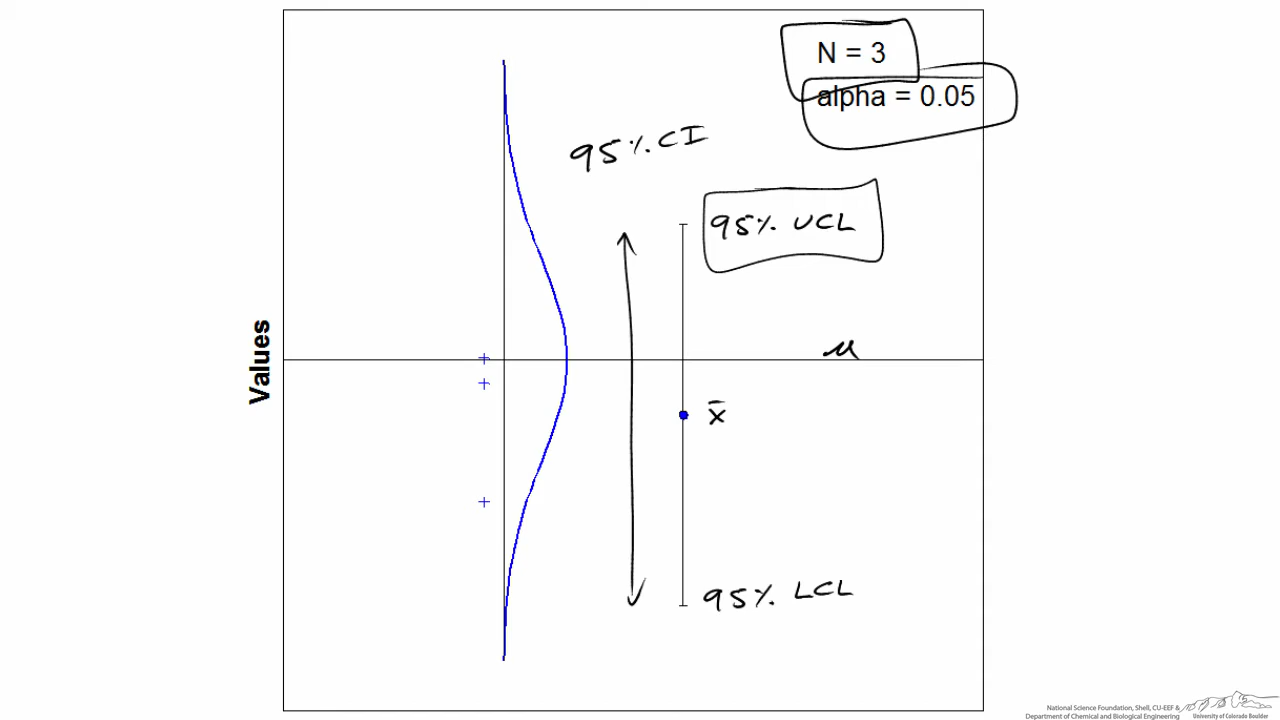 N = 3
alpha = 0.05
95% CI
95% UCL
Values
μ
x̄
95% LCL
National Science Foundation, Shell, CU-EEF &
Department of Chemical and Biological Engineering
University of Colorado Boulder